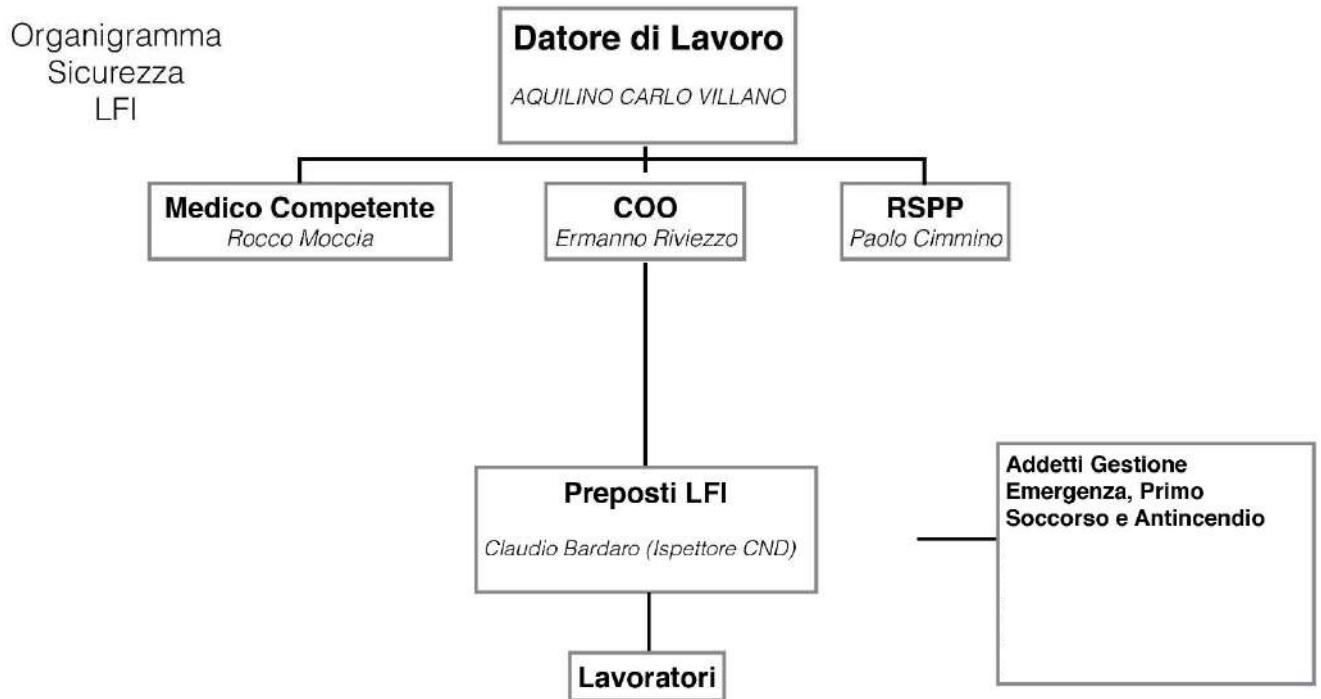 Organigramma
Sicurezza
LFI
Datore di Lavoro
AQUILINO CARLO VILLANO
Medico Competente
Rocco Moccia
COO
Ermanno Riviezzo
RSPP
Paolo Cimmino
Preposti LFI
Claudio Bardaro (Ispettore CND)
Addetti Gestione
Emergenza, Primo
Soccorso e Antincendio
Lavoratori